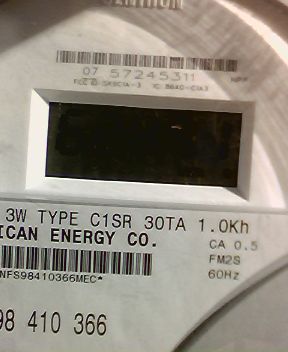 07 57245311
3W TYPE C1SR 30TA 1.0Kh
ICAN ENERGY CO.
CA 0.5
FM2S
60Hz
NFS98410366MEC*
98 410 366